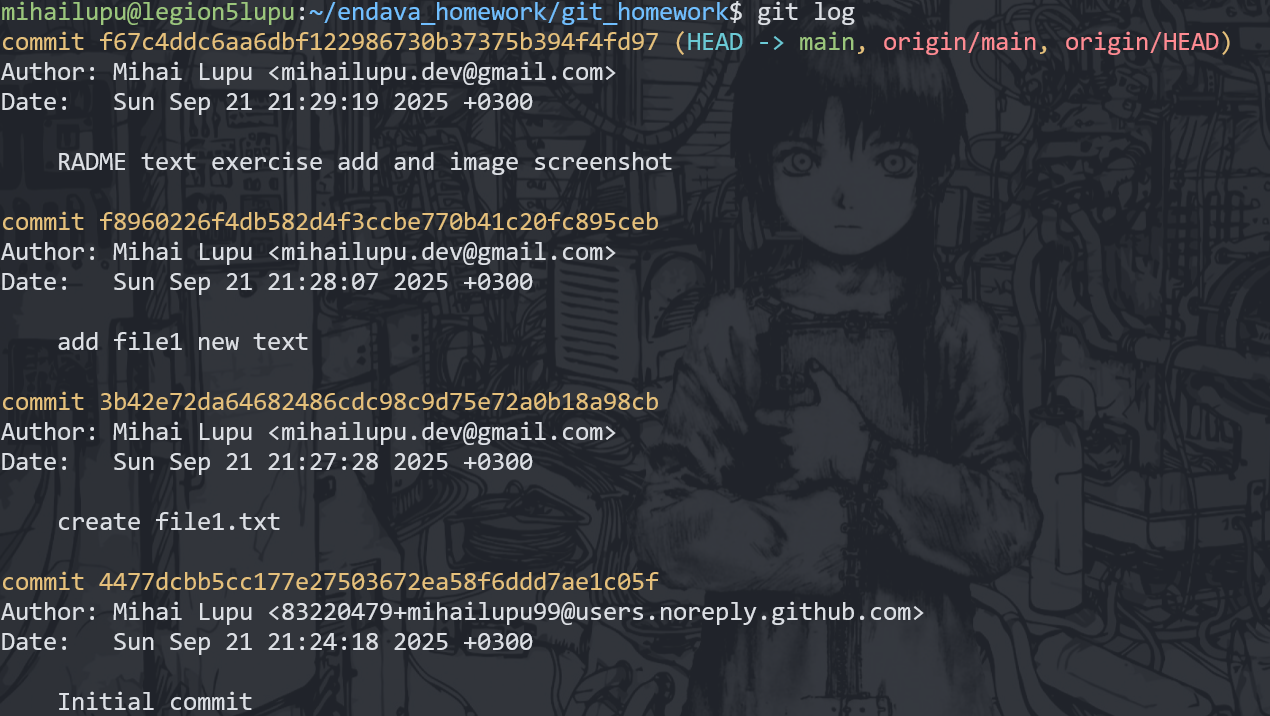 mihailupu@legion5lupu:~/endava_homework/git_homework$ git log
commit f67c4ddc6aa6dbf122986730b37375b394f4fd97 (HEAD -> main, origin/main, origin/HEAD)
Author: Mihai Lupu <mihailupu.dev@gmail.com>
Date:   Sun Sep 21 21:29:19 2025 +0300
    RADME text exercise add and image screenshot
commit f8960226f4db582d4f3ccbe770b41c20fc895ceb
Author: Mihai Lupu <mihailupu.dev@gmail.com>
Date:   Sun Sep 21 21:28:07 2025 +0300
    add file1 new text
commit 3b42e72da64682486cdc98c9d75e72a0b18a98cb
Author: Mihai Lupu <mihailupu.dev@gmail.com>
Date:   Sun Sep 21 21:27:28 2025 +0300
    create file1.txt
commit 4477dcbb5cc177e27503672ea58f6ddd7ae1c05f
Author: Mihai Lupu <83220479+mihailupu99@users.noreply.github.com>
Date:   Sun Sep 21 21:24:18 2025 +0300
    Initial commit